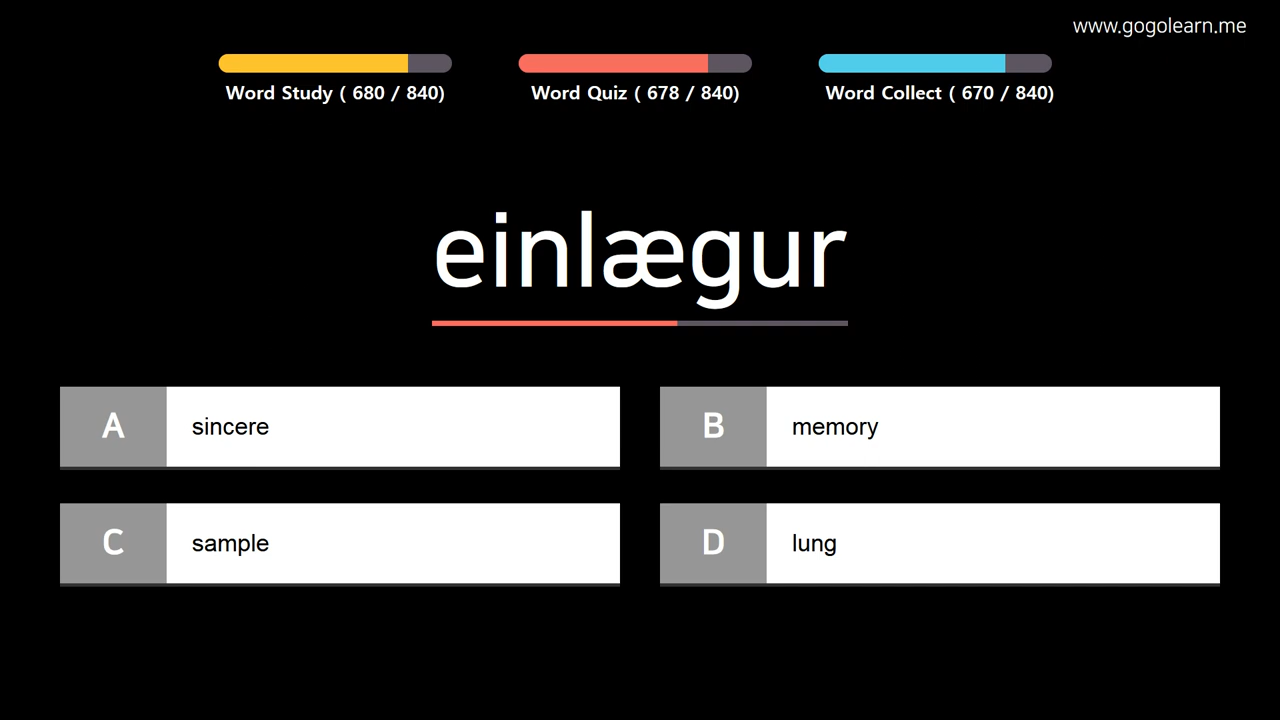 www.gogolearn.me
Word Study ( 680 / 840)
Word Quiz ( 678 / 840)
Word Collect ( 670 / 840)
einlægur
A
sincere
B
memory
C
sample
D
lung